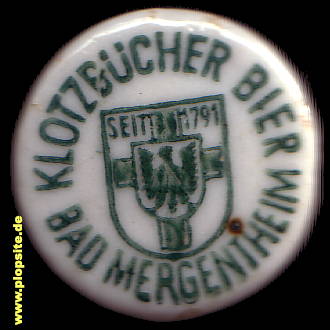 KLOTZBÜCHER BIER
SEIT 1791
BAD MERGENTHEIM
www.plopsite.de